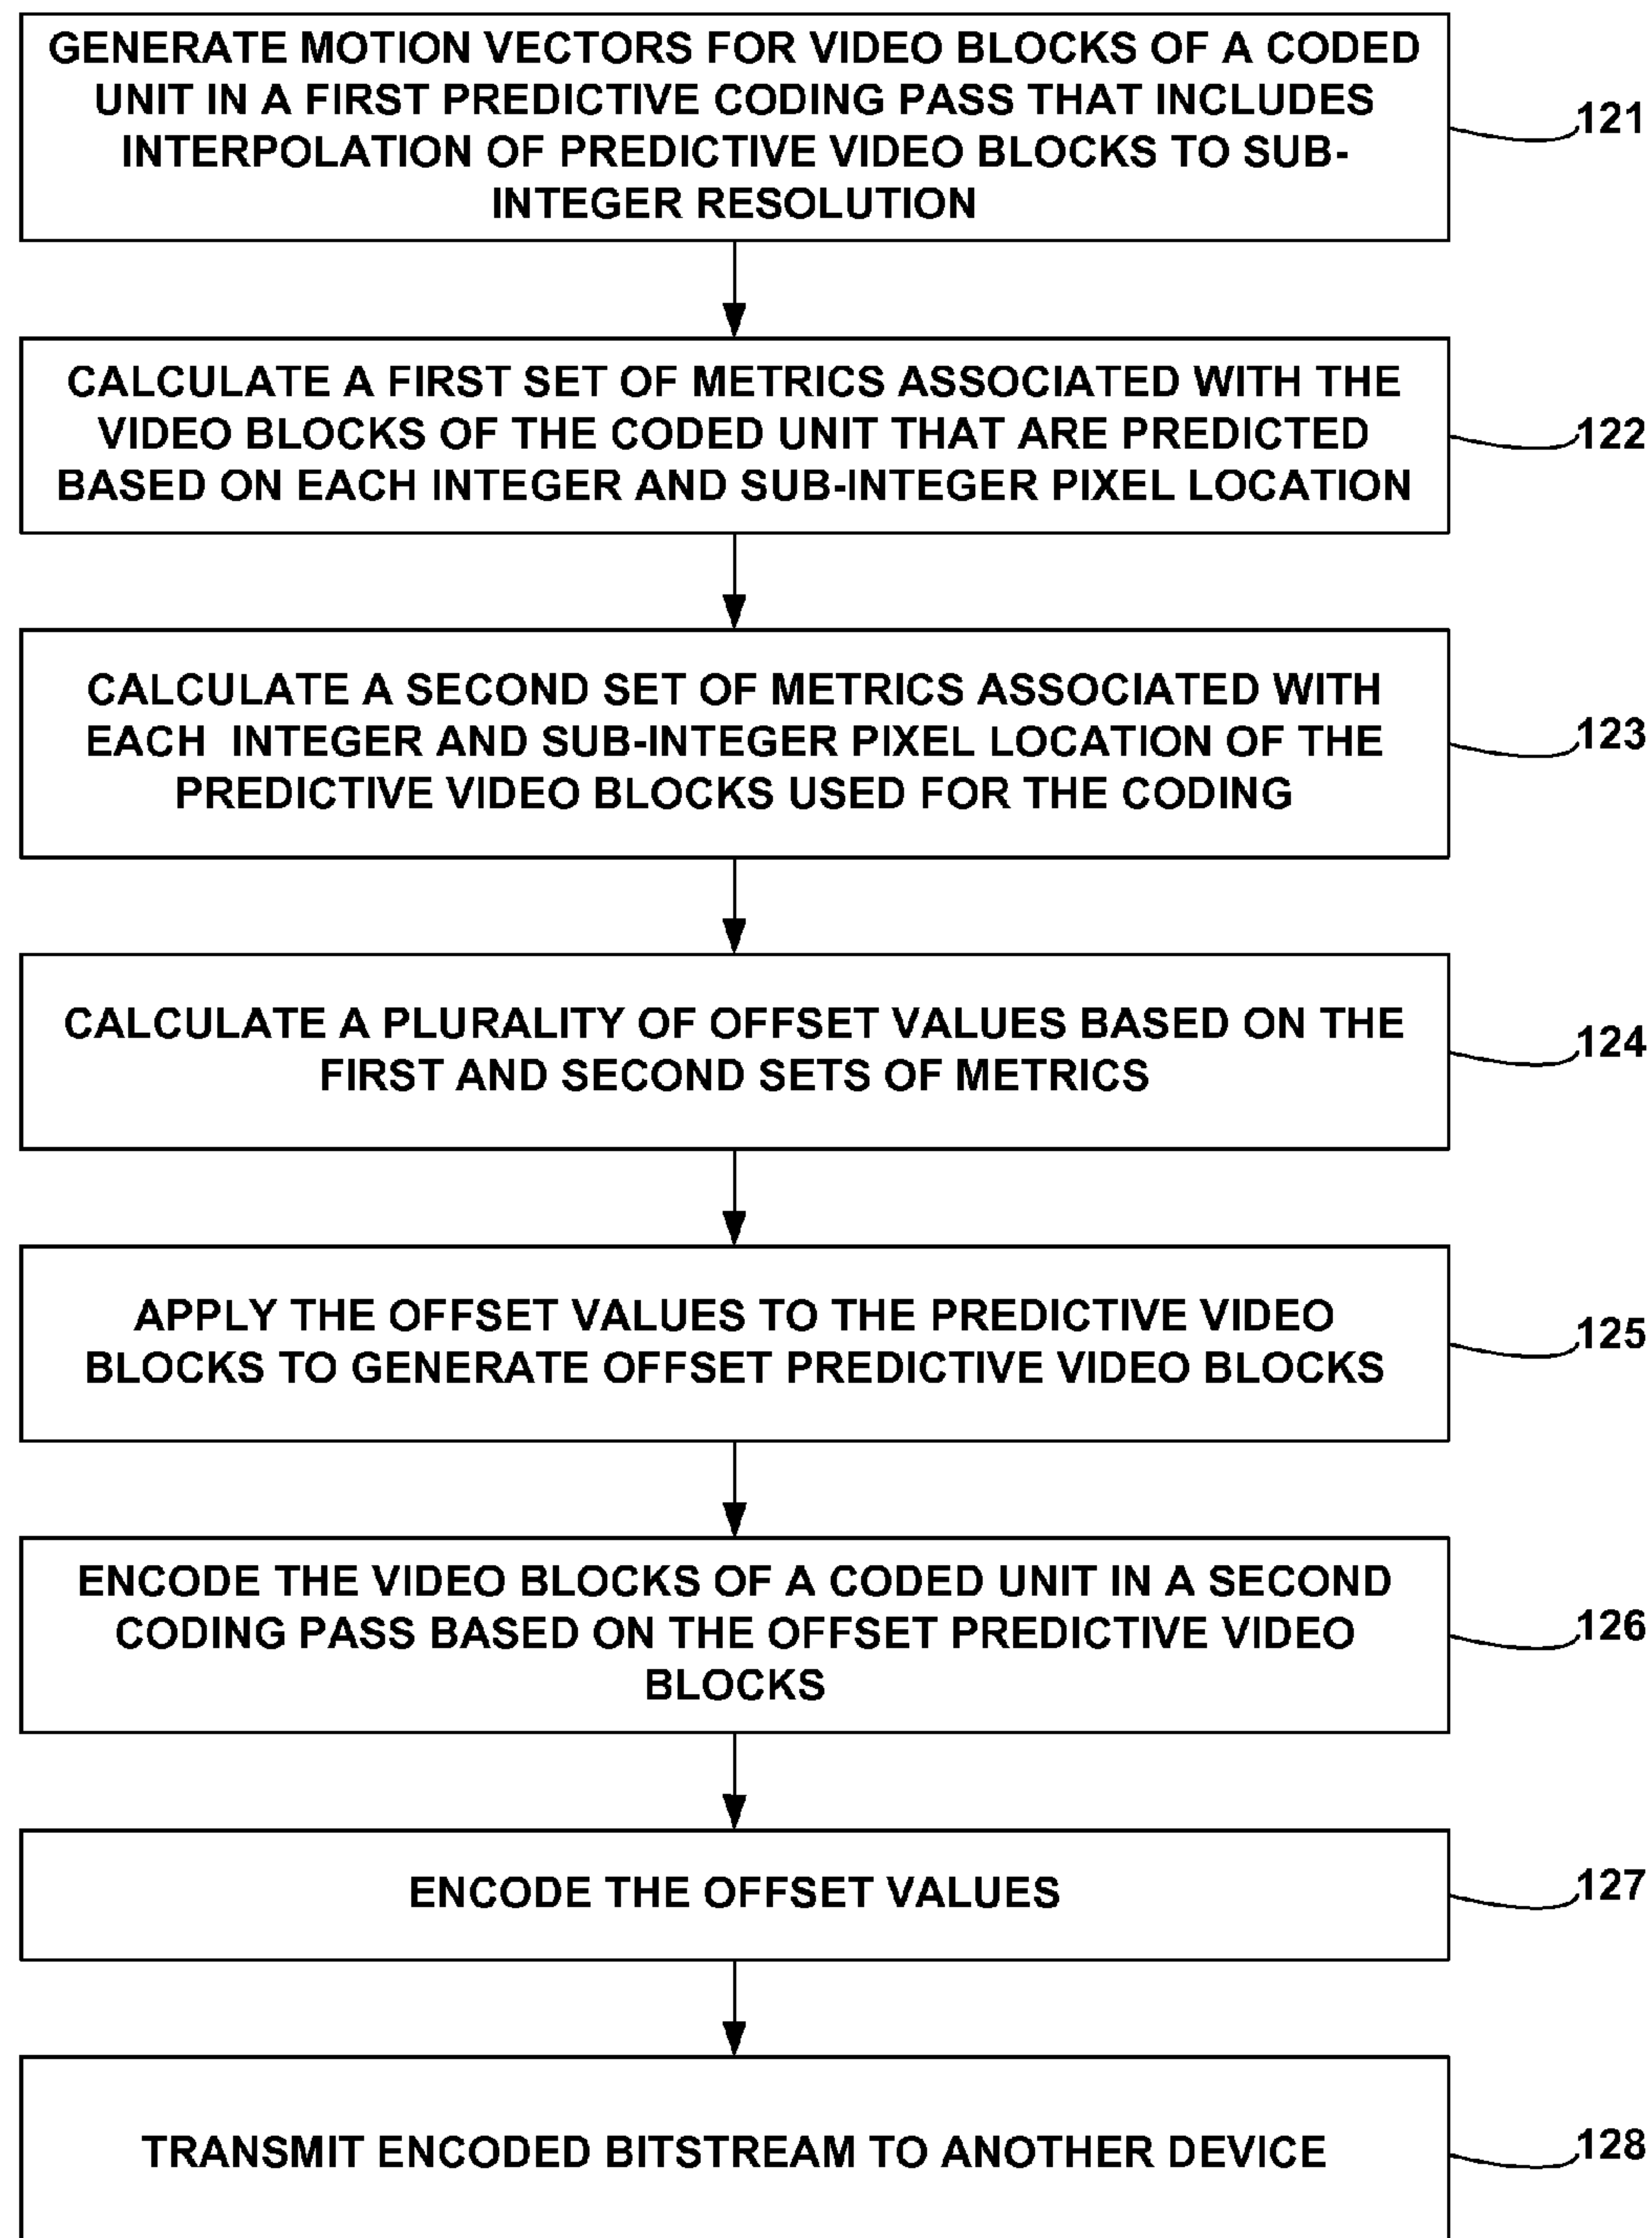 GENERATE MOTION VECTORS FOR VIDEO BLOCKS OF A CODED
UNIT IN A FIRST PREDICTIVE CODING PASS THAT INCLUDES
INTERPOLATION OF PREDICTIVE VIDEO BLOCKS TO SUB-
INTEGER RESOLUTION
121
CALCULATE A FIRST SET OF METRICS ASSOCIATED WITH THE
VIDEO BLOCKS OF THE CODED UNIT THAT ARE PREDICTED
BASED ON EACH INTEGER AND SUB-INTEGER PIXEL LOCATION
122
CALCULATE A SECOND SET OF METRICS ASSOCIATED WITH
EACH INTEGER AND SUB-INTEGER PIXEL LOCATION OF THE
PREDICTIVE VIDEO BLOCKS USED FOR THE CODING
123
CALCULATE A PLURALITY OF OFFSET VALUES BASED ON THE
FIRST AND SECOND SETS OF METRICS
124
APPLY THE OFFSET VALUES TO THE PREDICTIVE VIDEO
BLOCKS TO GENERATE OFFSET PREDICTIVE VIDEO BLOCKS
125
ENCODE THE VIDEO BLOCKS OF A CODED UNIT IN A SECOND
CODING PASS BASED ON THE OFFSET PREDICTIVE VIDEO
BLOCKS
126
ENCODE THE OFFSET VALUES
127
TRANSMIT ENCODED BITSTREAM TO ANOTHER DEVICE
128